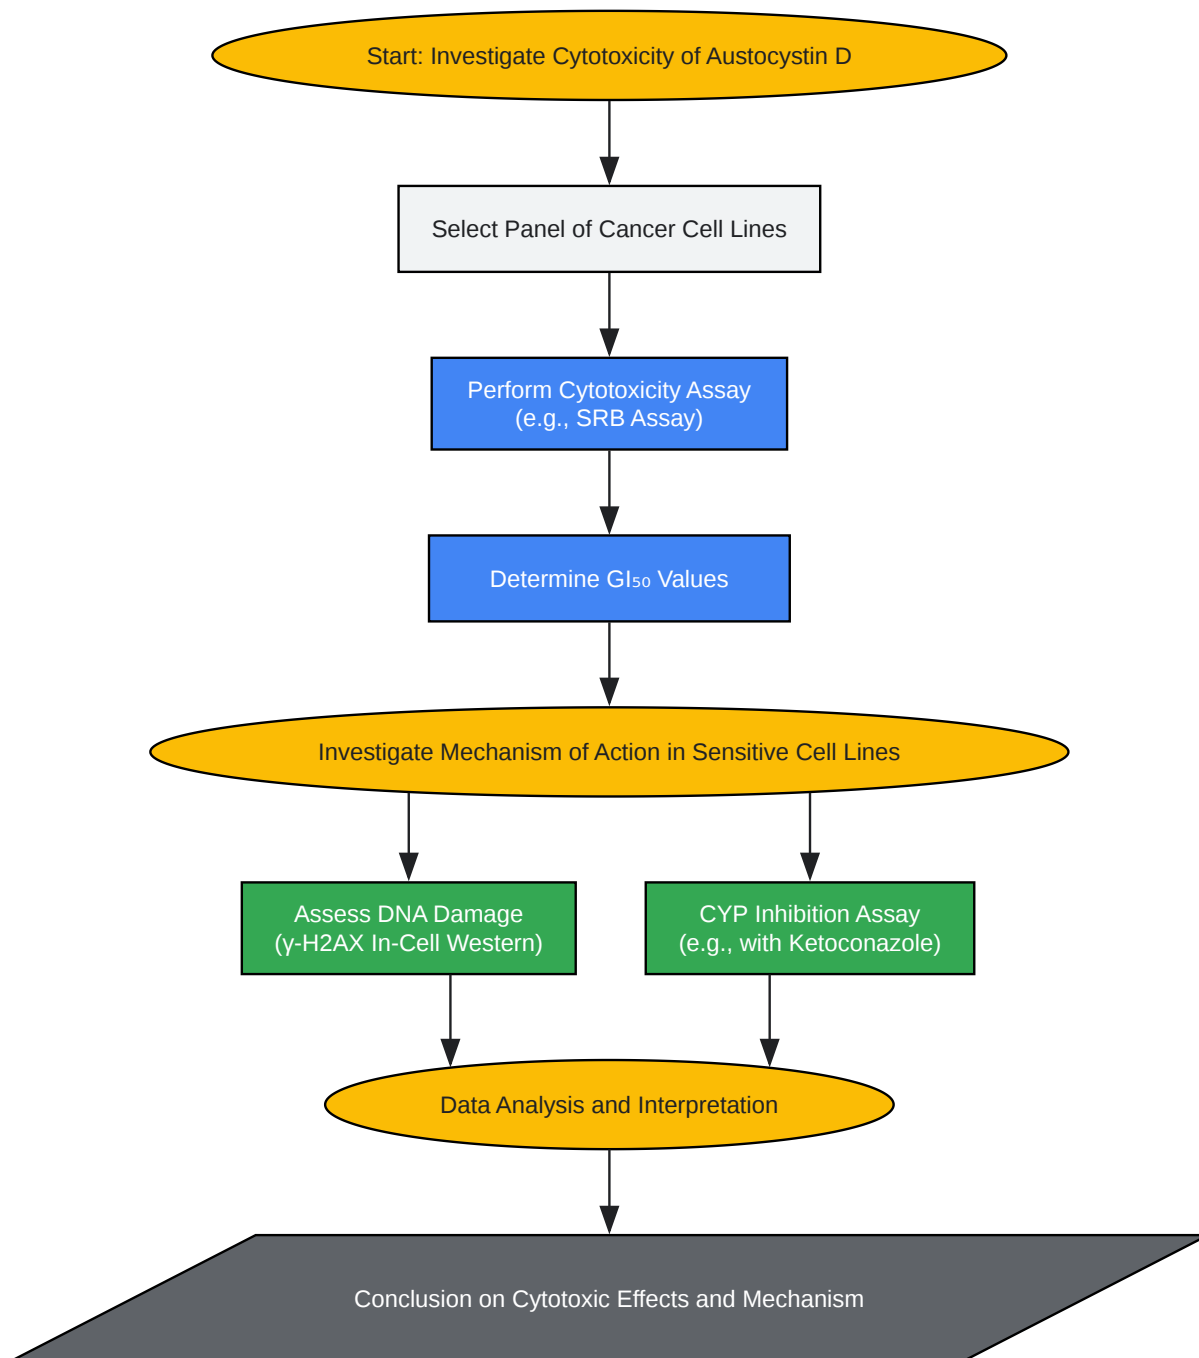 Start: Investigate Cytotoxicity of Austocystin D
Select Panel of Cancer Cell Lines
Perform Cytotoxicity Assay
(e.g., SRB Assay)
Determine GI₅₀ Values
Investigate Mechanism of Action in Sensitive Cell Lines
Assess DNA Damage
(γ-H2AX In-Cell Western)
CYP Inhibition Assay
(e.g., with Ketoconazole)
Data Analysis and Interpretation
Conclusion on Cytotoxic Effects and Mechanism